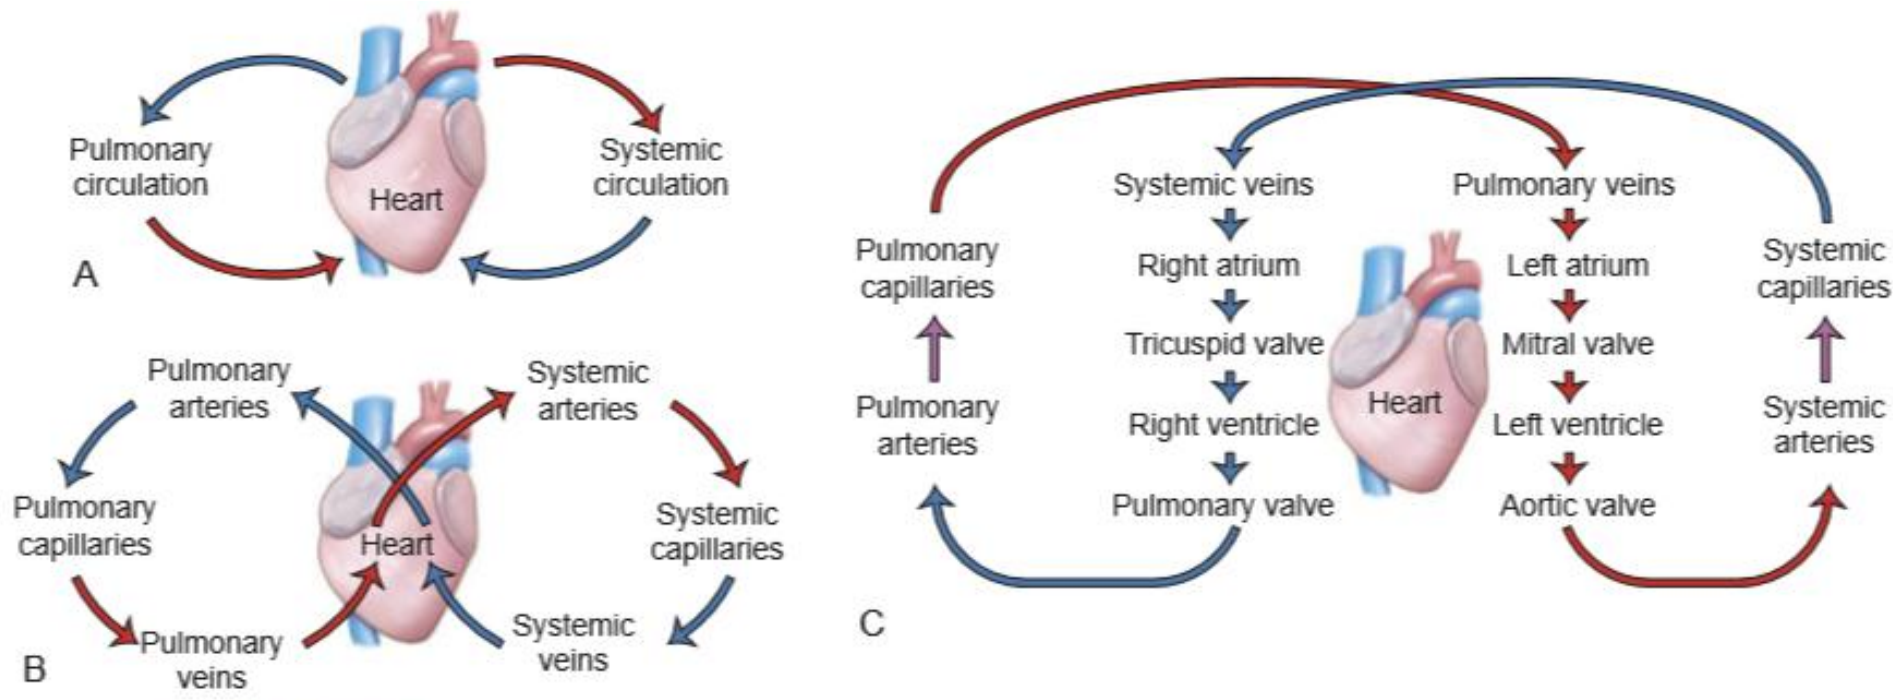 Pulmonary
circulation
Systemic
circulation
Heart
A
Pulmonary
arteries
Systemic
arteries
Pulmonary
capillaries
Heart
Systemic
capillaries
Pulmonary
veins
Systemic
veins
B
Systemic veins
Pulmonary veins
Pulmonary
capillaries
Right atrium
Left atrium
Systemic
capillaries
Tricuspid valve
Mitral valve
Pulmonary
arteries
Heart
Systemic
arteries
Right ventricle
Left ventricle
Pulmonary valve
Aortic valve
C